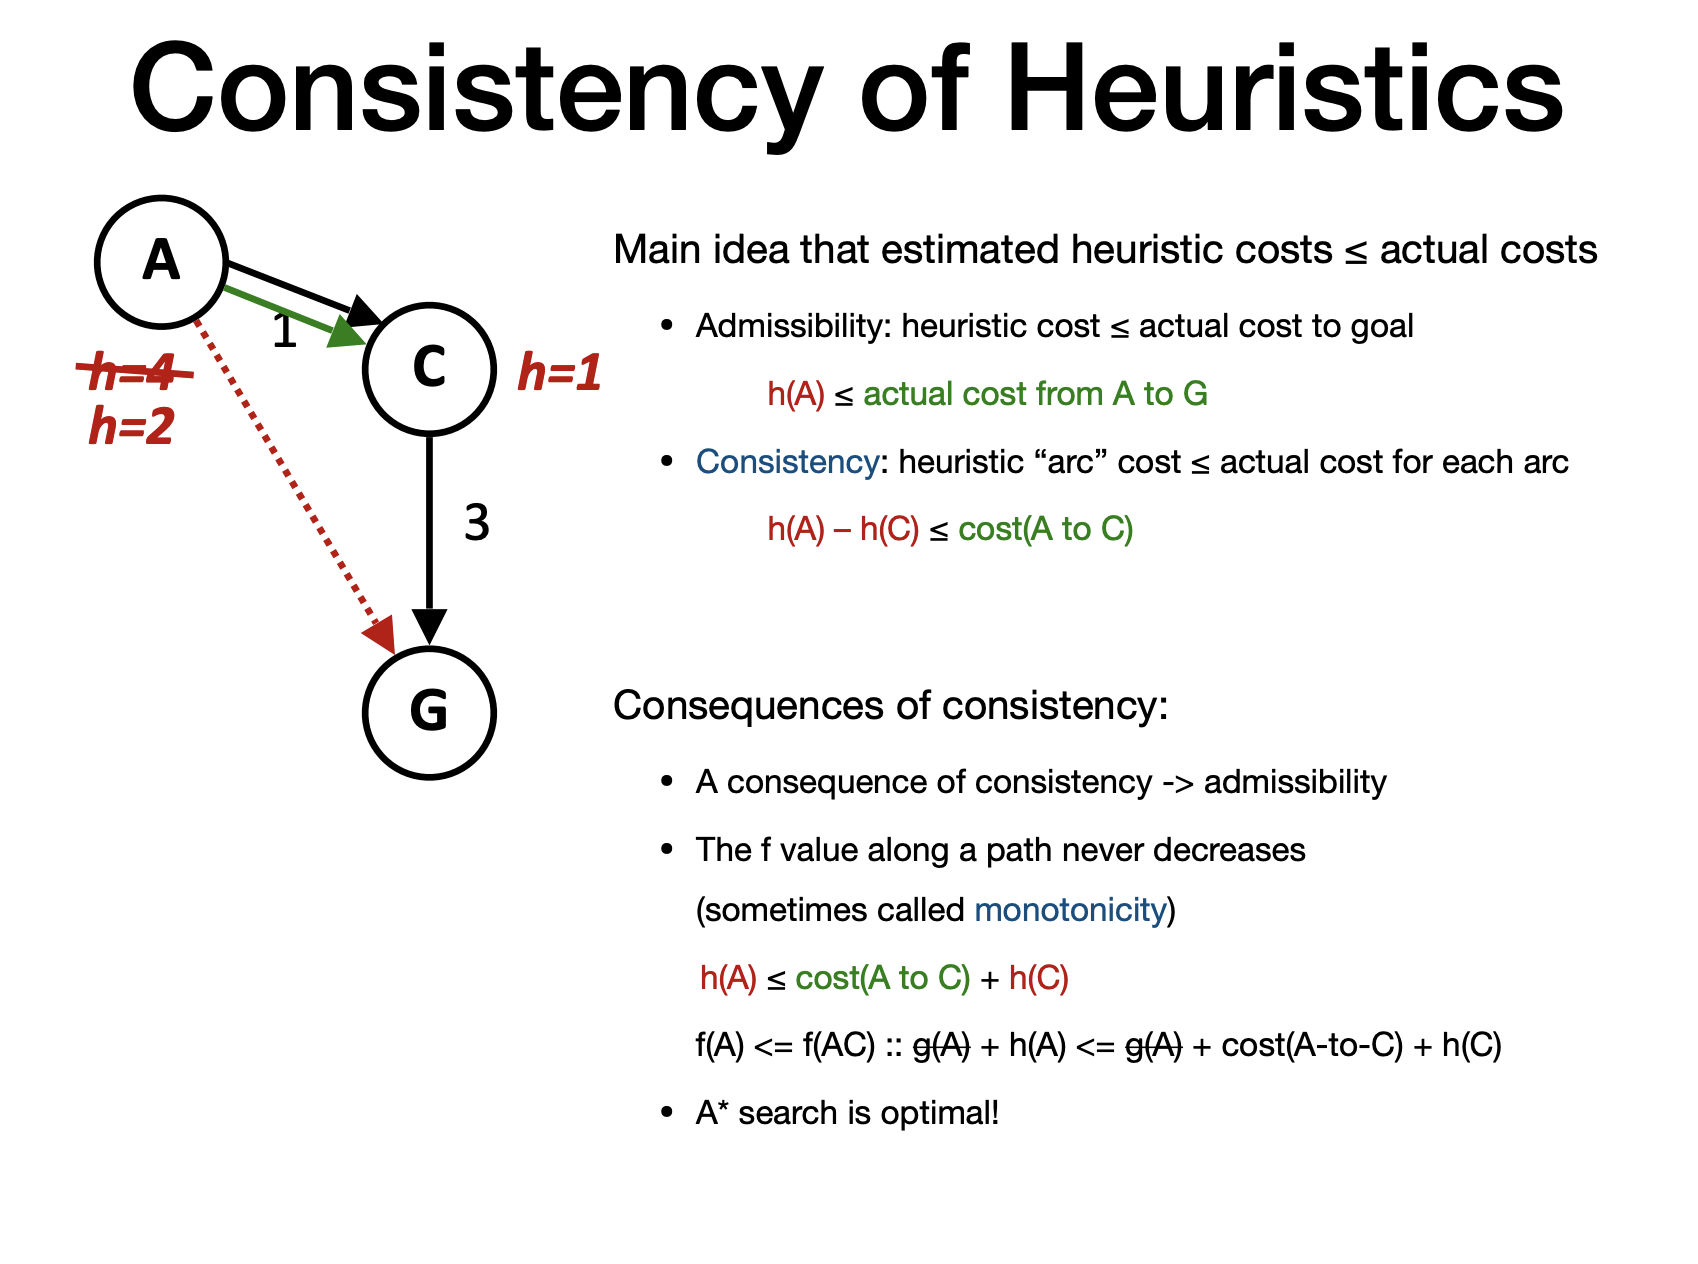 Consistency of Heuristics
A
1
h=4
h=2
C
h=1
3
G
Main idea that estimated heuristic costs ≤ actual costs
• Admissibility: heuristic cost ≤ actual cost to goal
h(A) ≤ actual cost from A to G
• Consistency: heuristic “arc” cost ≤ actual cost for each arc
h(A) – h(C) ≤ cost(A to C)
Consequences of consistency:
• A consequence of consistency -> admissibility
• The f value along a path never decreases
(sometimes called monotonicity)
h(A) ≤ cost(A to C) + h(C)
f(A) <= f(AC) :: g(A) + h(A) <= g(A) + cost(A-to-C) + h(C)
• A* search is optimal!